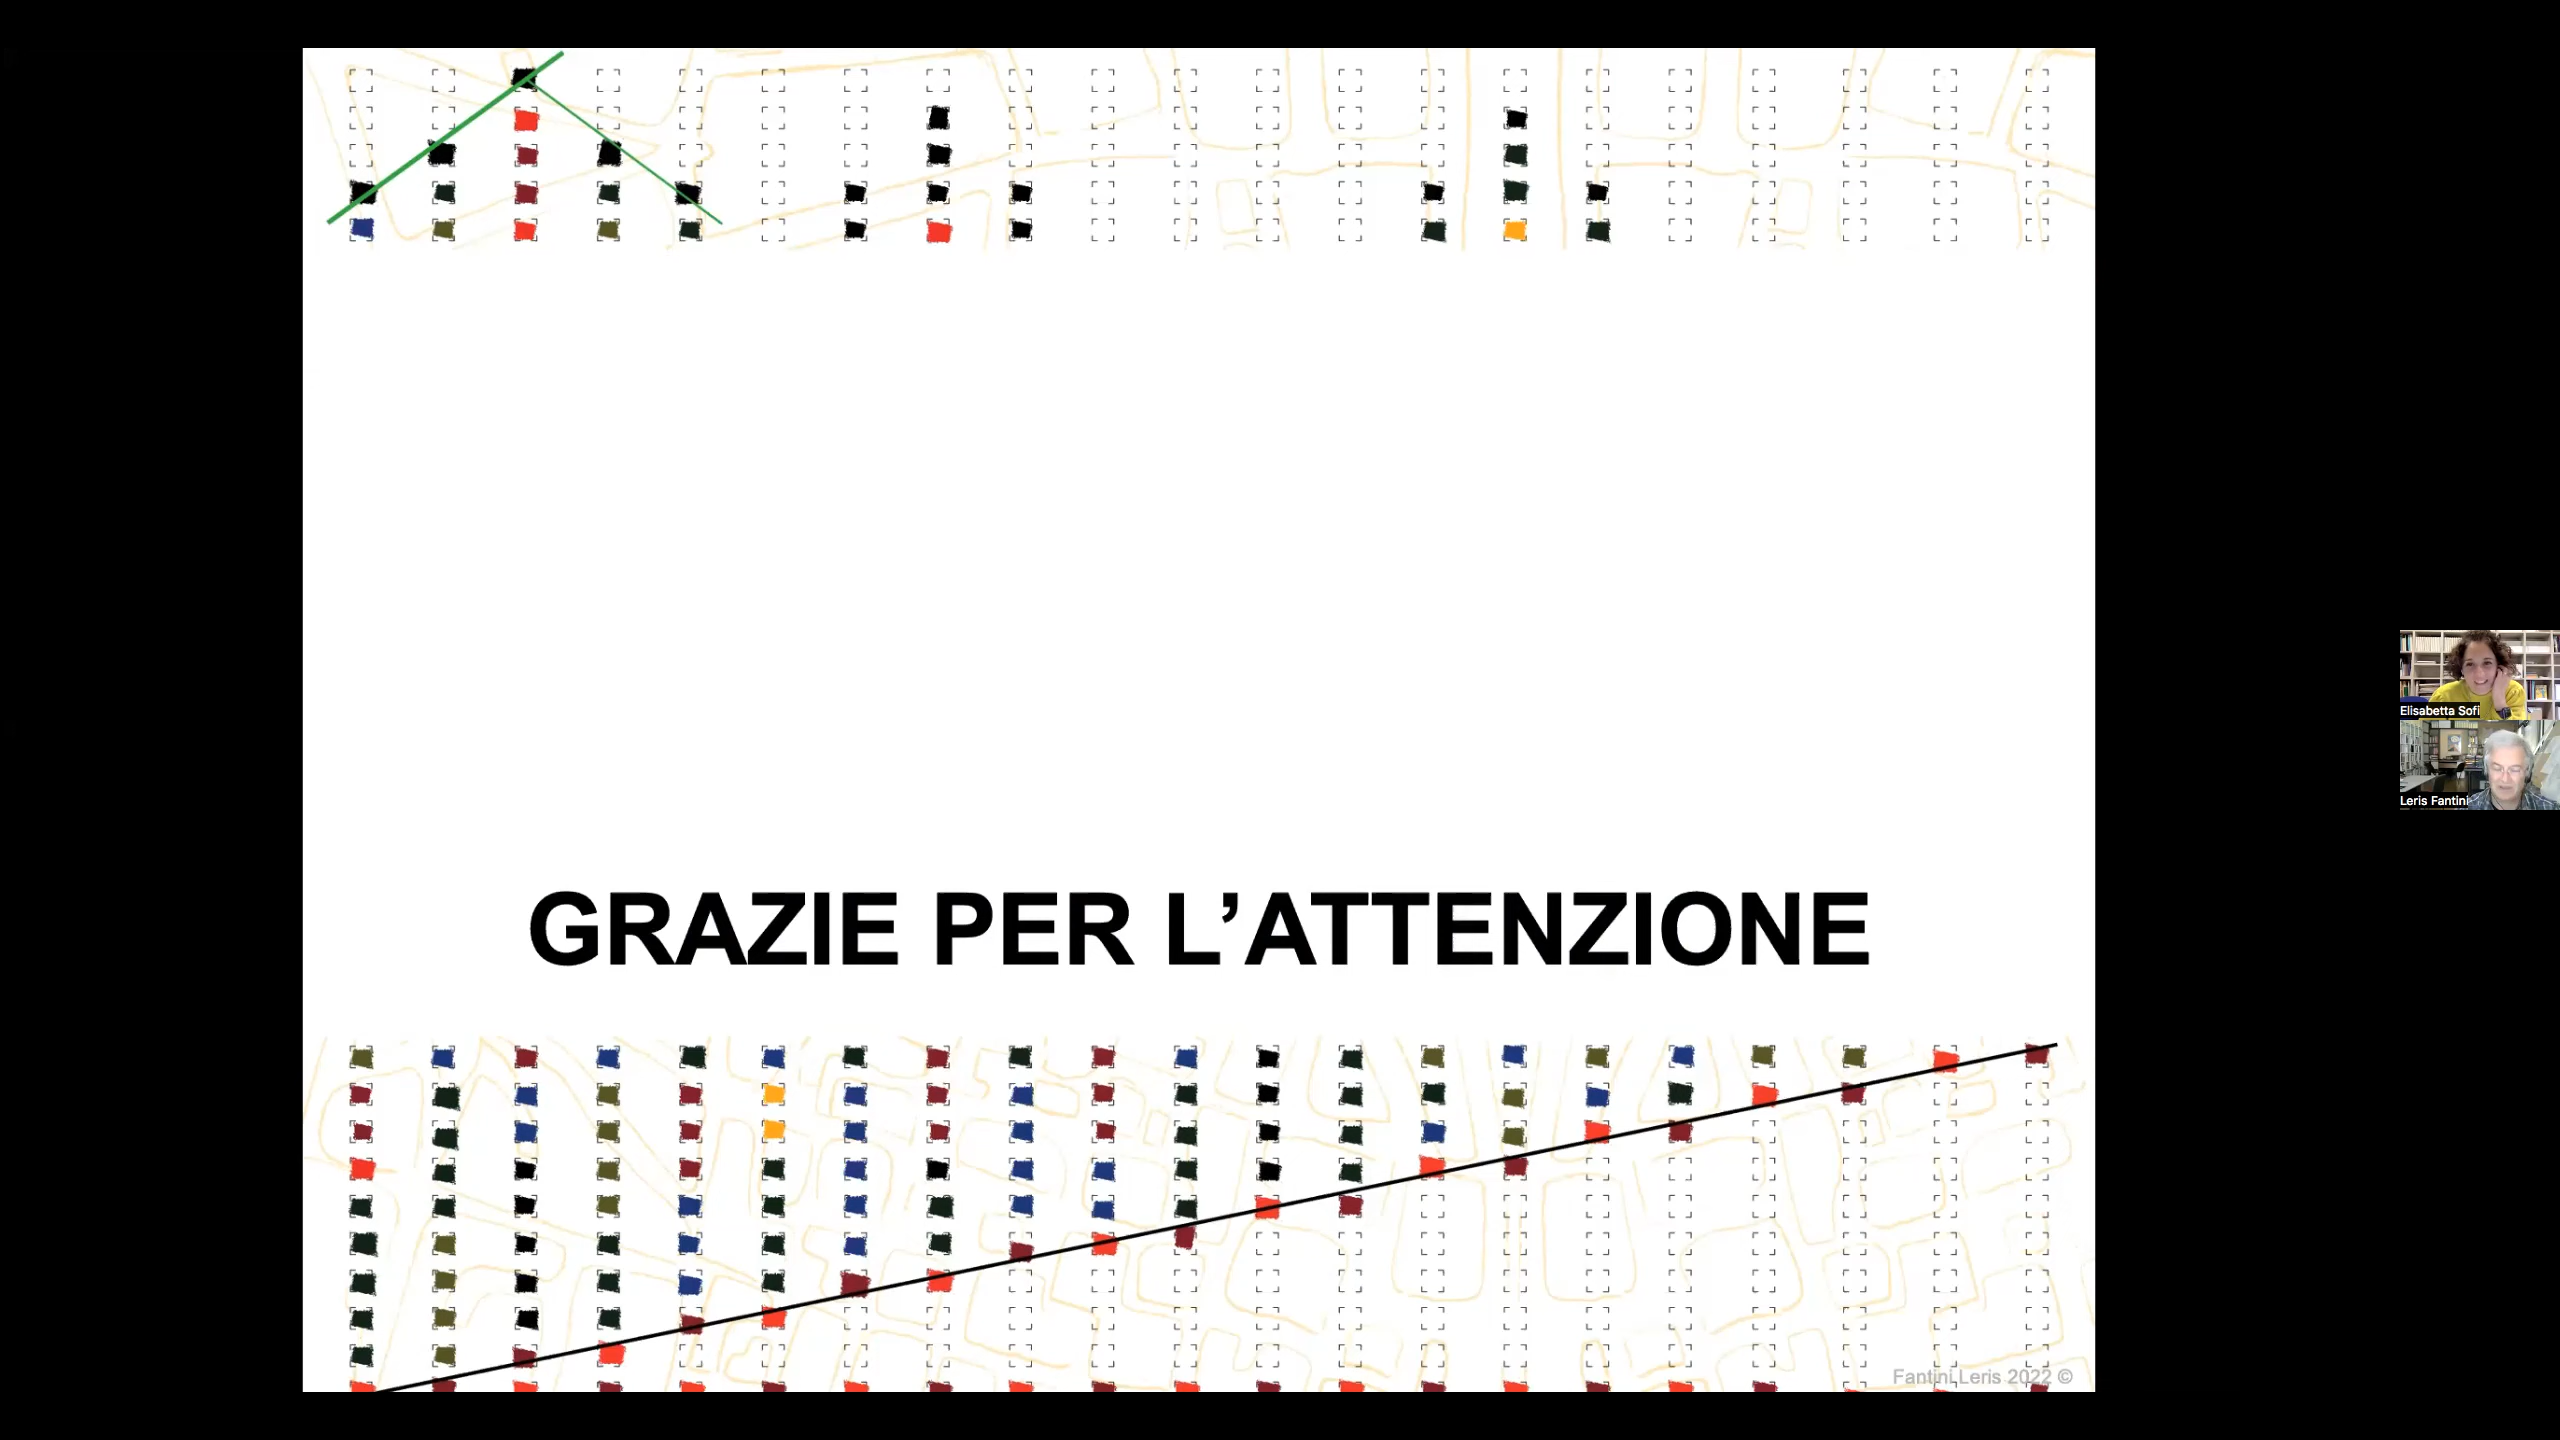 GRAZIE PER L’ATTENZIONE
Elisabetta Sofi
Leris Fantini
Fantini Leris 2022 ©